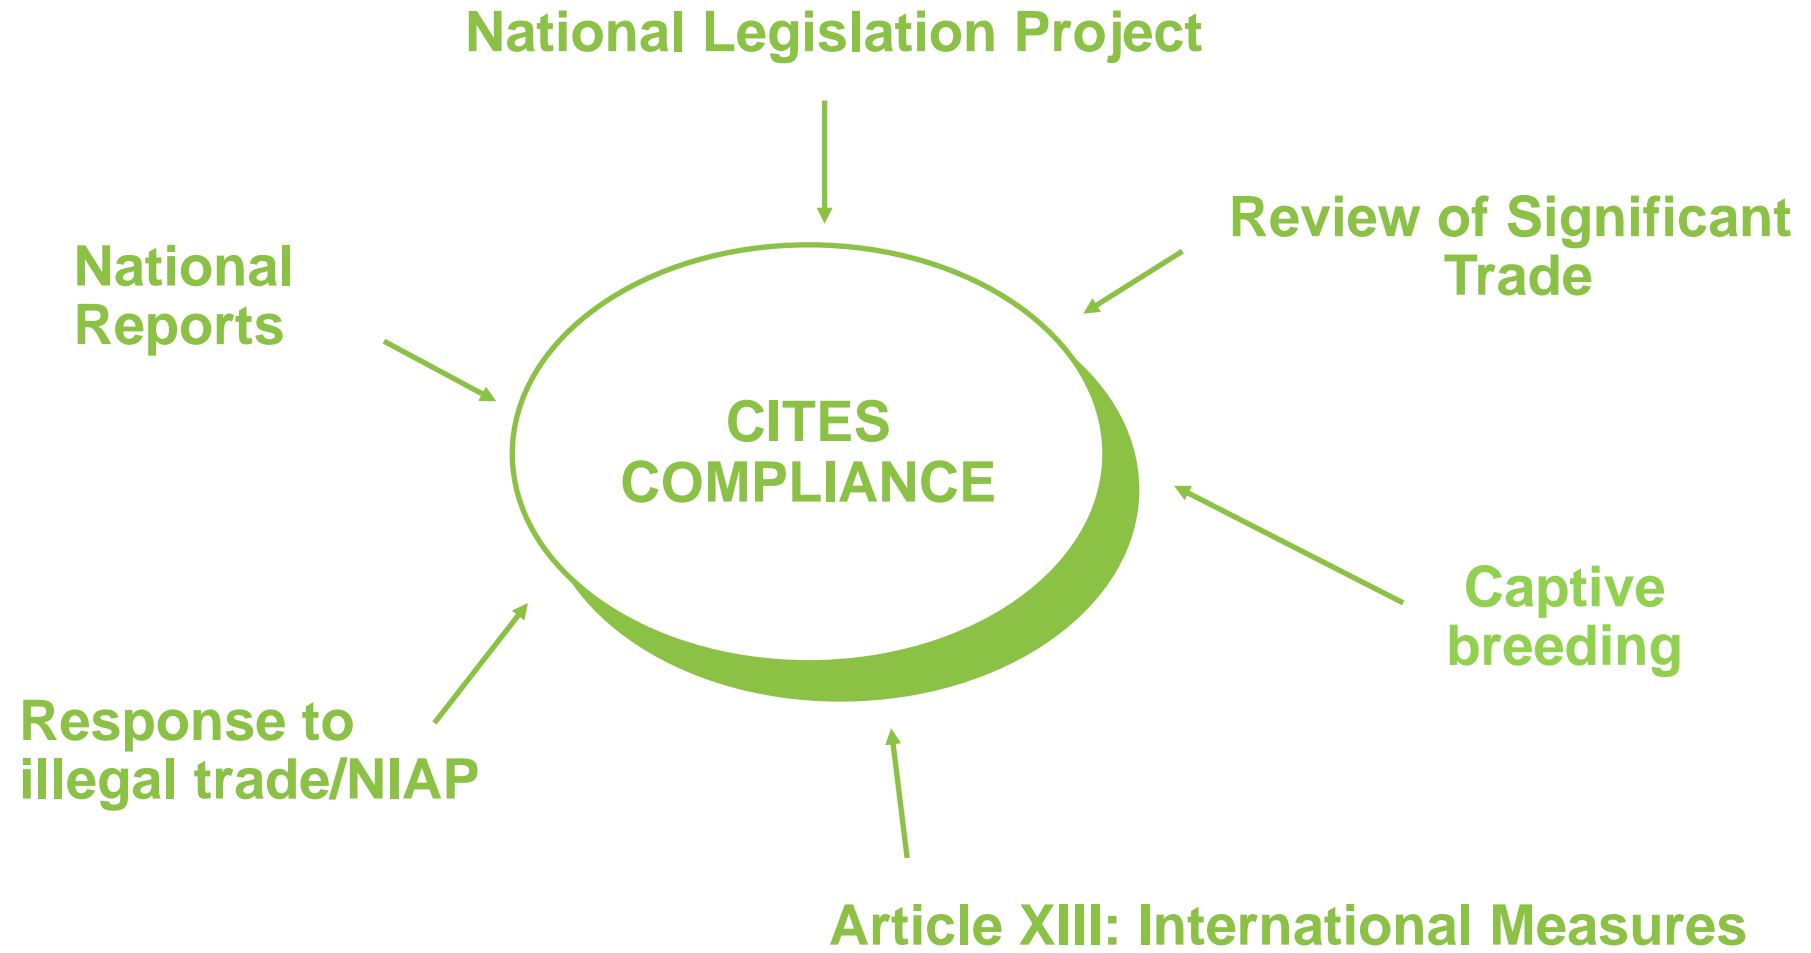 National Legislation Project
Review of Significant
Trade
National
Reports
CITES
COMPLIANCE
Captive
breeding
Response to
illegal trade/NIAP
Article XIII: International Measures